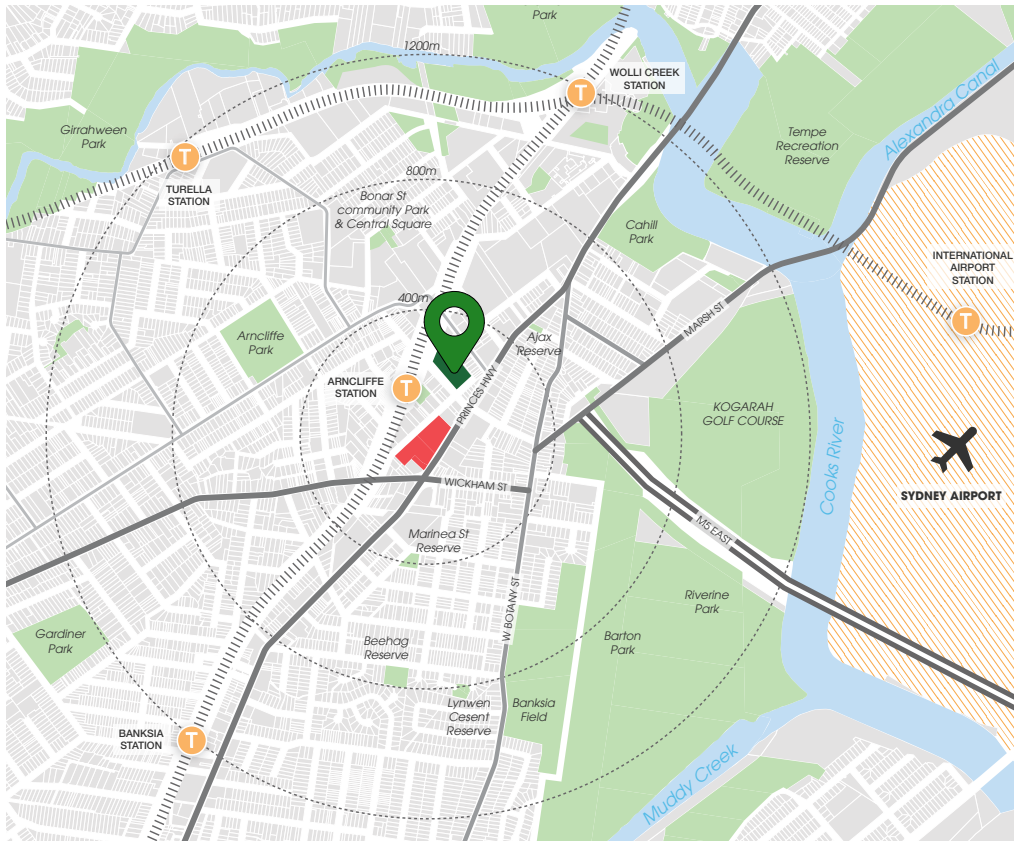 Park
1200m
WOLLI CREEK
STATION
T
Alexandra Canal
Girrahween
Park
Tempe
Recreation
Reserve
T
TURELLA
STATION
800m
Bonar St
community Park
& Central Square
Cahill
Park
INTERNATIONAL
AIRPORT
STATION
T
400m
MARSH ST
Arncliffe
Park
Ajax
Reserve
ARNCLIFFE
STATION
T
PRINCES HWY
KOGARAH
GOLF COURSE
Cooks River
SYDNEY AIRPORT
WICKHAM ST
M5 EAST
Marinea St
Reserve
W BOTANY ST
Riverine
Park
Gardiner
Park
Beehag
Reserve
Barton
Park
Lynwen
Cesent
Reserve
Banksia
Field
BANKSIA
STATION
T
Muddy Creek